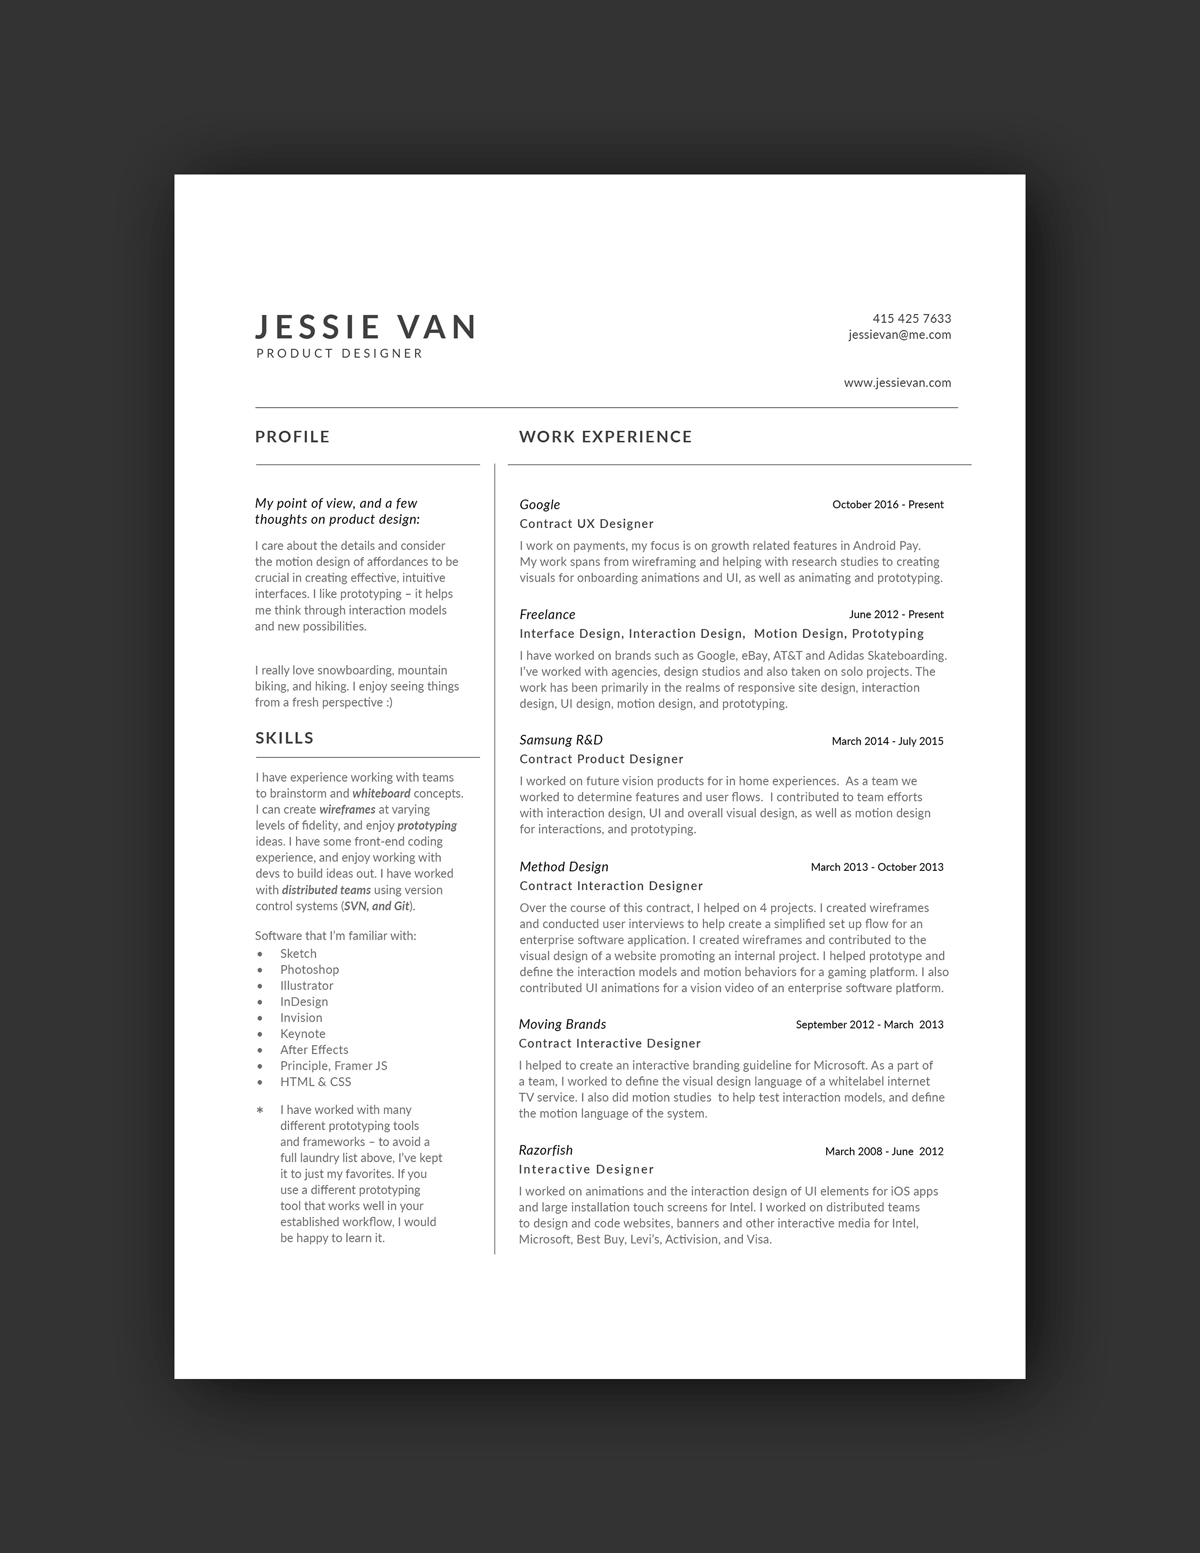 JESSIE VAN
PRODUCT DESIGNER
415 425 7633
jessievan@me.com
www.jessievan.com
PROFILE
My point of view, and a few
thoughts on product design:
I care about the details and consider
the motion design of affordances to be
crucial in creating effective, intuitive
interfaces. I like prototyping – it helps
me think through interaction models
and new possibilities.
I really love snowboarding, mountain
biking, and hiking. I enjoy seeing things
from a fresh perspective :)
SKILLS
I have experience working with teams
to brainstorm and whiteboard concepts.
I can create wireframes at varying
levels of fidelity, and enjoy prototyping
ideas. I have some front-end coding
experience, and enjoy working with
devs to build ideas out. I have worked
with distributed teams using version
control systems (SVN, and Git).
Software that I'm familiar with:
• Sketch
• Photoshop
• Illustrator
• InDesign
• Invision
• Keynote
• After Effects
• Principle, Framer JS
• HTML & CSS
* I have worked with many
different prototyping tools
and frameworks – to avoid a
full laundry list above, I've kept
it to just my favorites. If you
use a different prototyping
tool that works well in your
established workflow, I would
be happy to learn it.
WORK EXPERIENCE
Google October 2016 - Present
Contract UX Designer
I work on payments, my focus is on growth related features in Android Pay.
My work spans from wireframing and helping with research studies to creating
visuals for onboarding animations and UI, as well as animating and prototyping.
Freelance June 2012 - Present
Interface Design, Interaction Design,  Motion Design, Prototyping
I have worked on brands such as Google, eBay, AT&T and Adidas Skateboarding.
I've worked with agencies, design studios and also taken on solo projects. The
work has been primarily in the realms of responsive site design, interaction
design, UI design, motion design, and prototyping.
Samsung R&D March 2014 - July 2015
Contract Product Designer
I worked on future vision products for in home experiences.  As a team we
worked to determine features and user flows.  I contributed to team efforts
with interaction design, UI and overall visual design, as well as motion design
for interactions, and prototyping.
Method Design March 2013 - October 2013
Contract Interaction Designer
Over the course of this contract, I helped on 4 projects. I created wireframes
and conducted user interviews to help create a simplified set up flow for an
enterprise software application. I created wireframes and contributed to the
visual design of a website promoting an internal project. I helped prototype and
define the interaction models and motion behaviors for a gaming platform. I also
contributed UI animations for a vision video of an enterprise software platform.
Moving Brands September 2012 - March  2013
Contract Interactive Designer
I helped to create an interactive branding guideline for Microsoft. As a part of
a team, I worked to define the visual design language of a whitelabel internet
TV service. I also did motion studies  to help test interaction models, and define
the motion language of the system.
Razorfish March 2008 - June  2012
Interactive Designer
I worked on animations and the interaction design of UI elements for iOS apps
and large installation touch screens for Intel. I worked on distributed teams
to design and code websites, banners and other interactive media for Intel,
Microsoft, Best Buy, Levi's, Activision, and Visa.